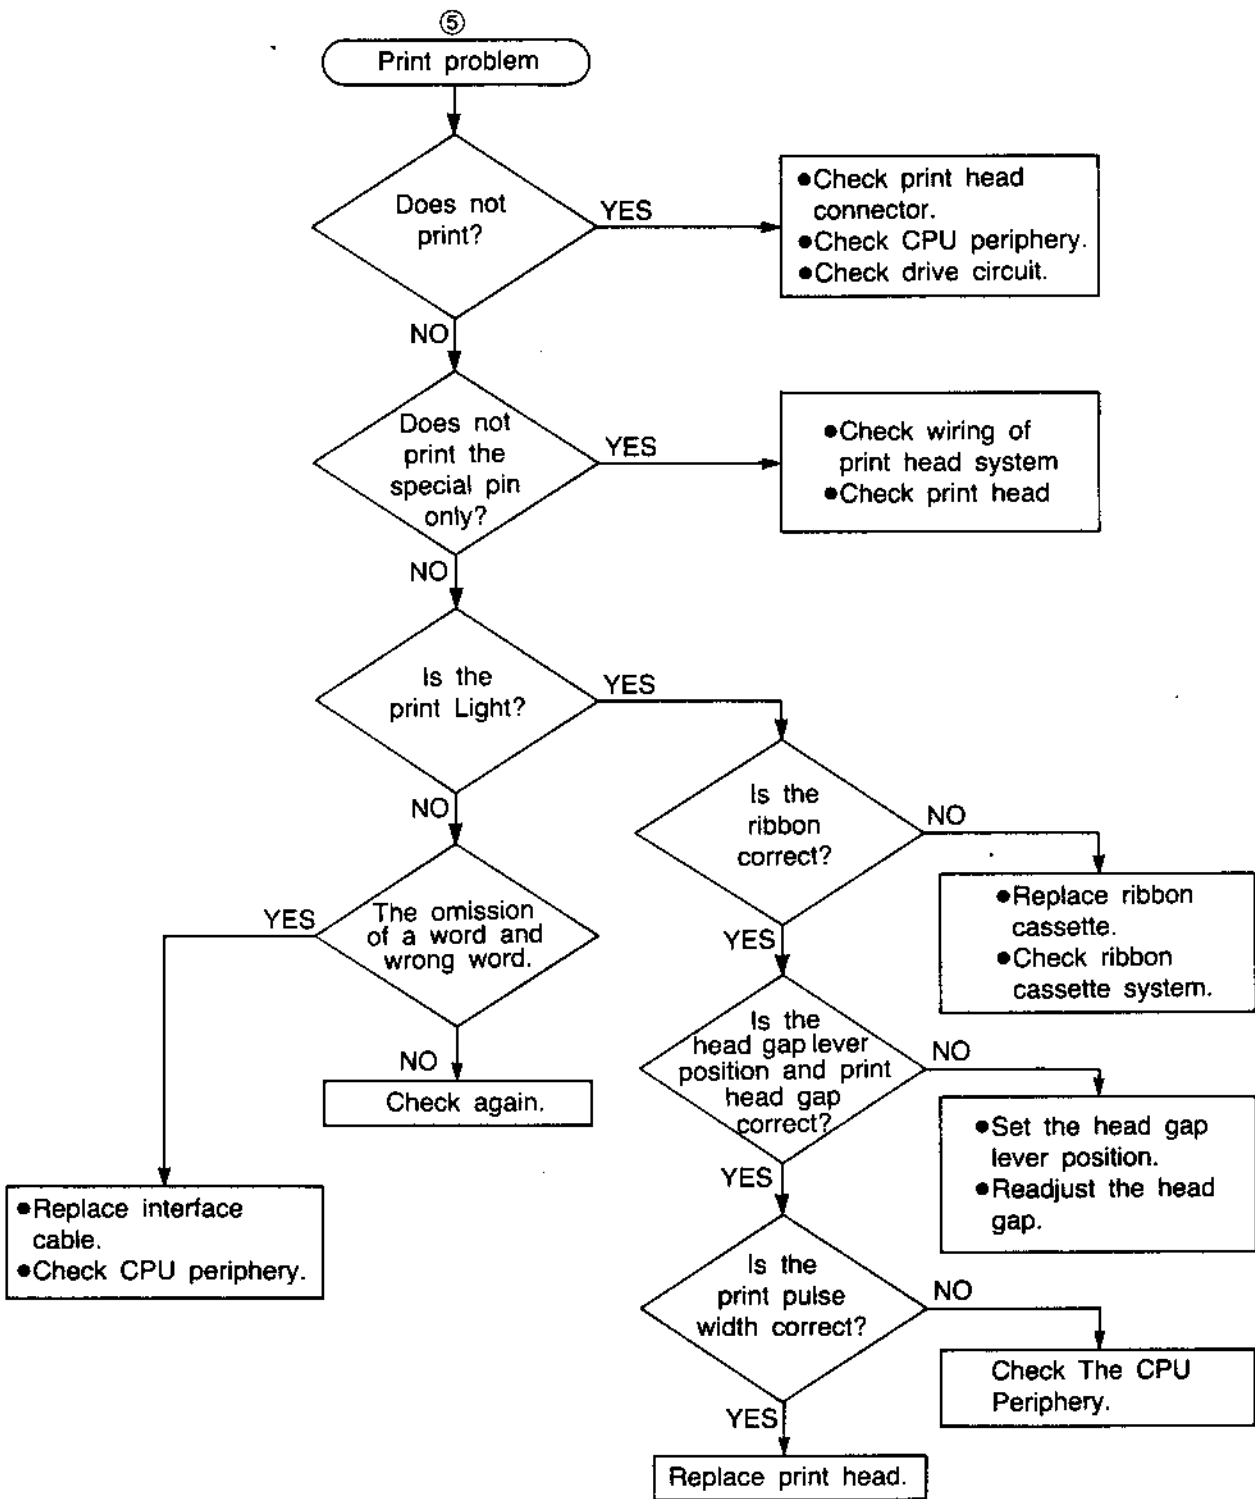 ⑤
Print problem
Does not
print?
YES
●Check print head
connector.
●Check CPU periphery.
●Check drive circuit.
NO
Does not
print the
special pin
only?
YES
●Check wiring of
print head system
●Check print head
NO
Is the
print Light?
YES
NO
Is the
ribbon
correct?
NO
●Replace ribbon
cassette.
●Check ribbon
cassette system.
YES
The omission
of a word and
wrong word.
YES
NO
Check again.
●Replace interface
cable.
●Check CPU periphery.
Is the
head gap lever
position and print
head gap
correct?
NO
●Set the head gap
lever position.
●Readjust the head
gap.
YES
Is the
print pulse
width correct?
NO
Check The CPU
Periphery.
YES
Replace print head.